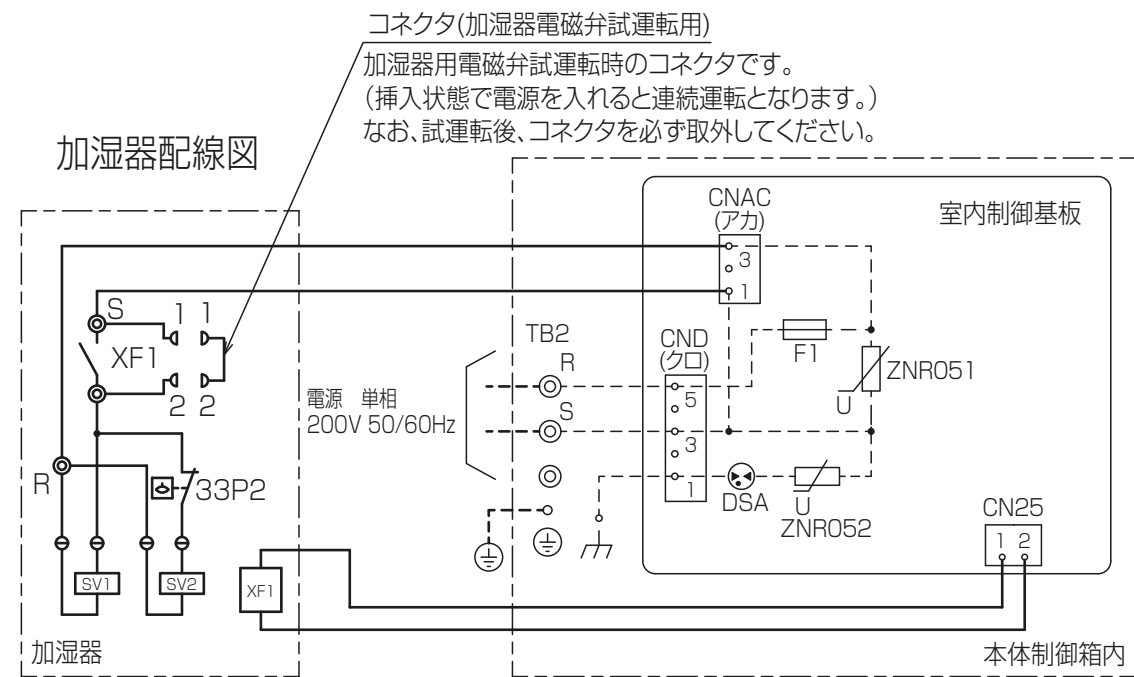 コネクタ(加湿器電磁弁試運転用)
加湿器用電磁弁試運転時のコネクタです。
(挿入状態で電源を入れると連続運転となります。)
なお、試運転後、コネクタを必ず取外してください。
加湿器配線図
CNAC
(アカ)
室内制御基板
3
1
S
1 1
XF1
2 2
TB2
R
S
CND
(クロ)
5
3
1
F1
ZNR051
U
電源 単相
200V 50/60Hz
R
33P2
DSA
U
ZNR052
CN25
1 2
SV1
SV2
XF1
加湿器
本体制御箱内